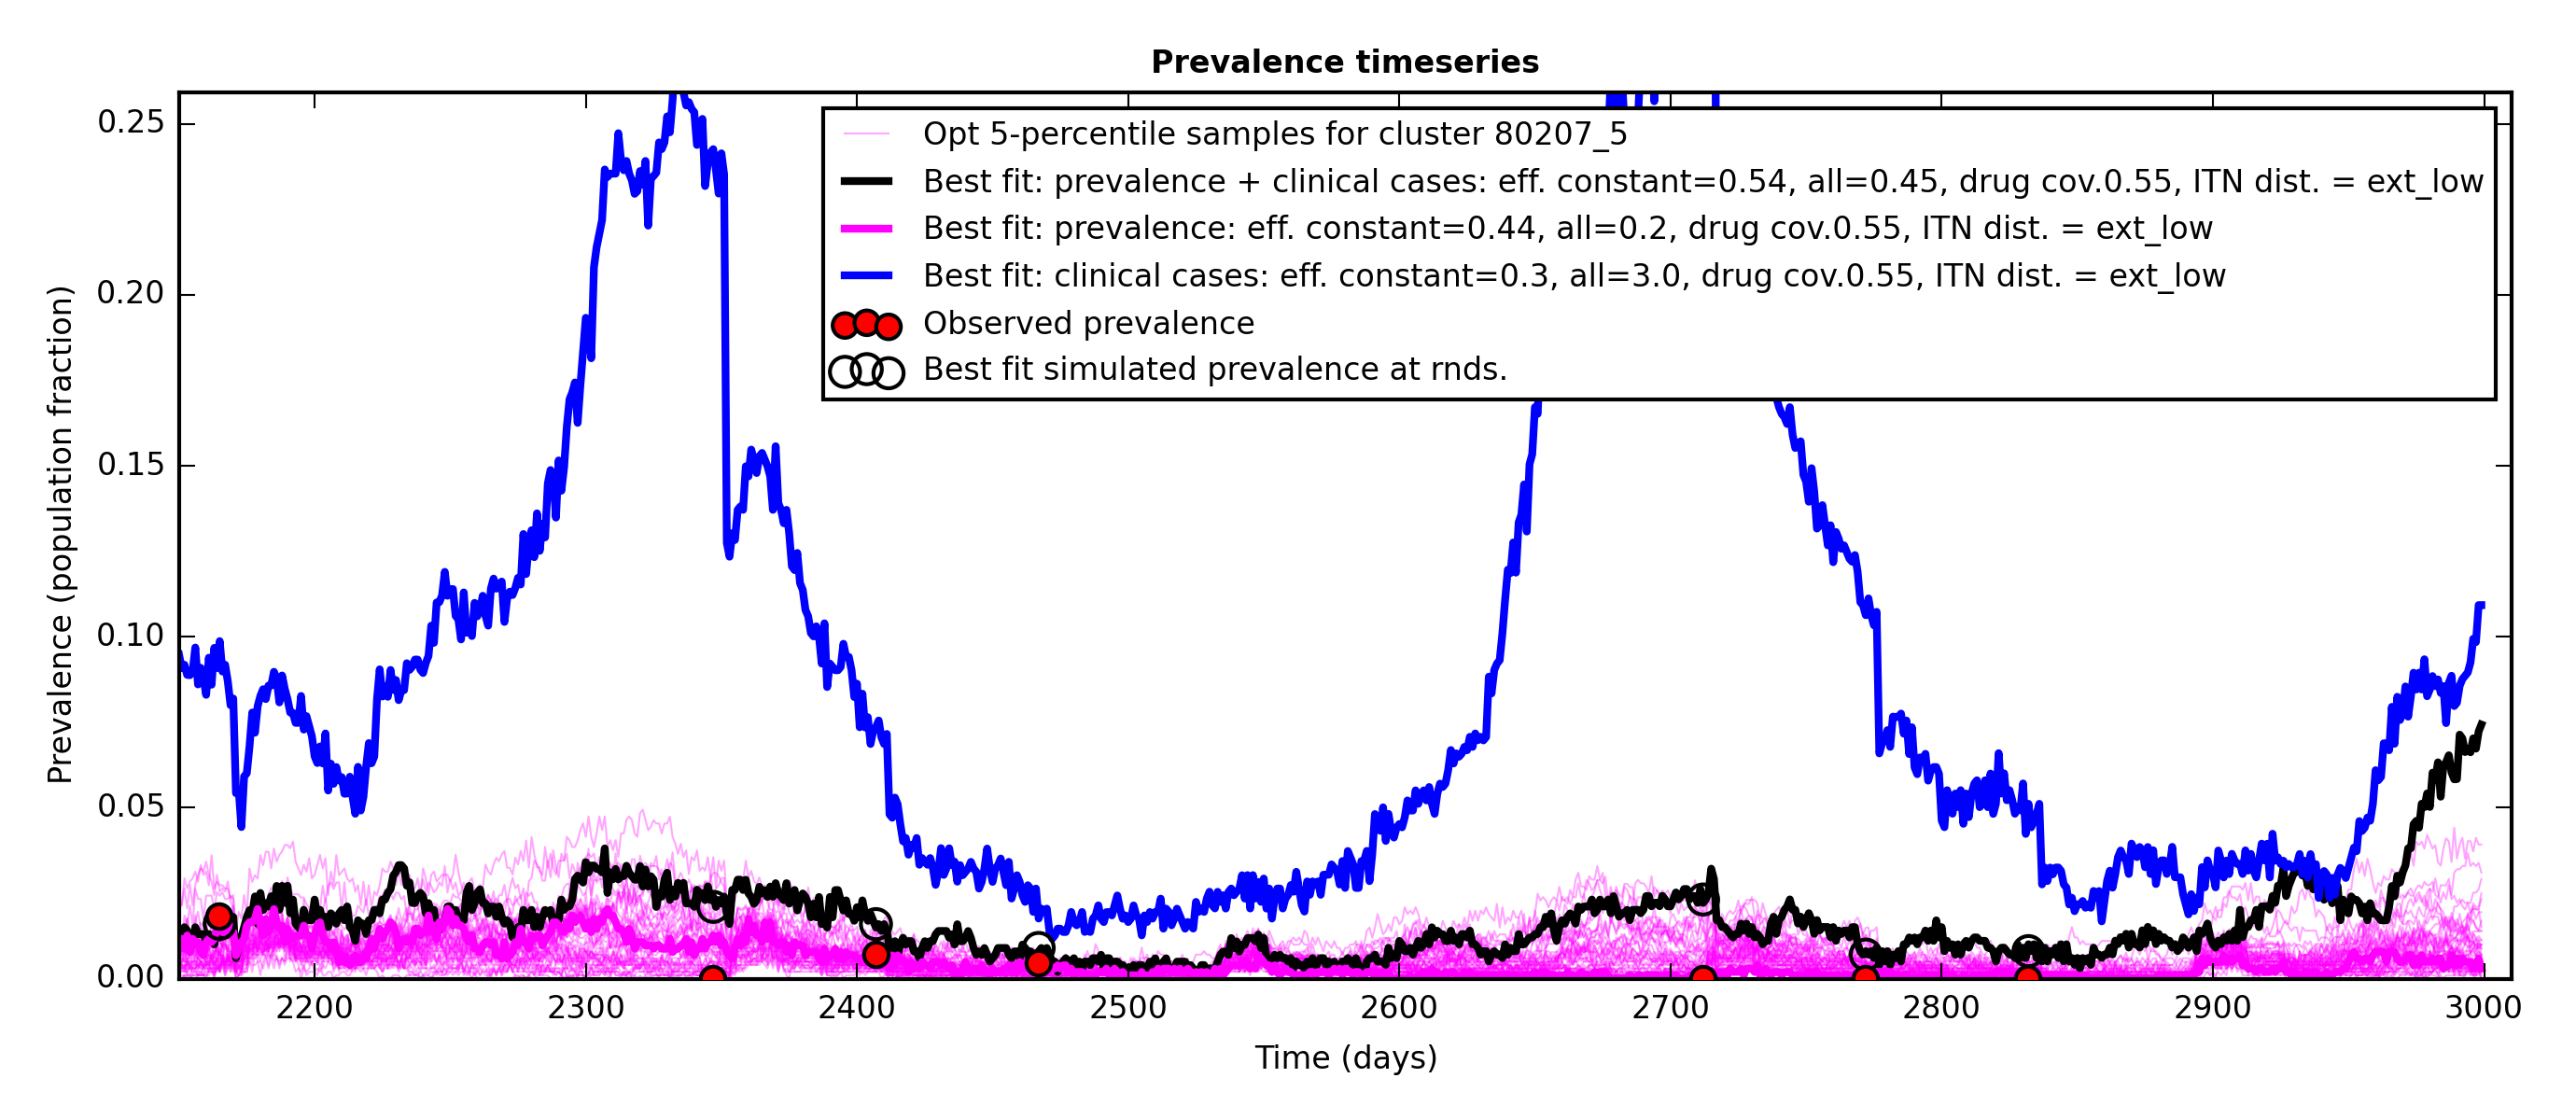 Prevalence timeseries
0.25
0.20
0.15
0.10
0.05
0.00
Prevalence (population fraction)
Opt 5-percentile samples for cluster 80207_5
Best fit: prevalence + clinical cases: eff. constant=0.54, all=0.45, drug cov.0.55, ITN dist. = ext_low
Best fit: prevalence: eff. constant=0.44, all=0.2, drug cov.0.55, ITN dist. = ext_low
Best fit: clinical cases: eff. constant=0.3, all=3.0, drug cov.0.55, ITN dist. = ext_low
Observed prevalence
Best fit simulated prevalence at rnds.
2200 2300 2400 2500 2600 2700 2800 2900 3000
Time (days)